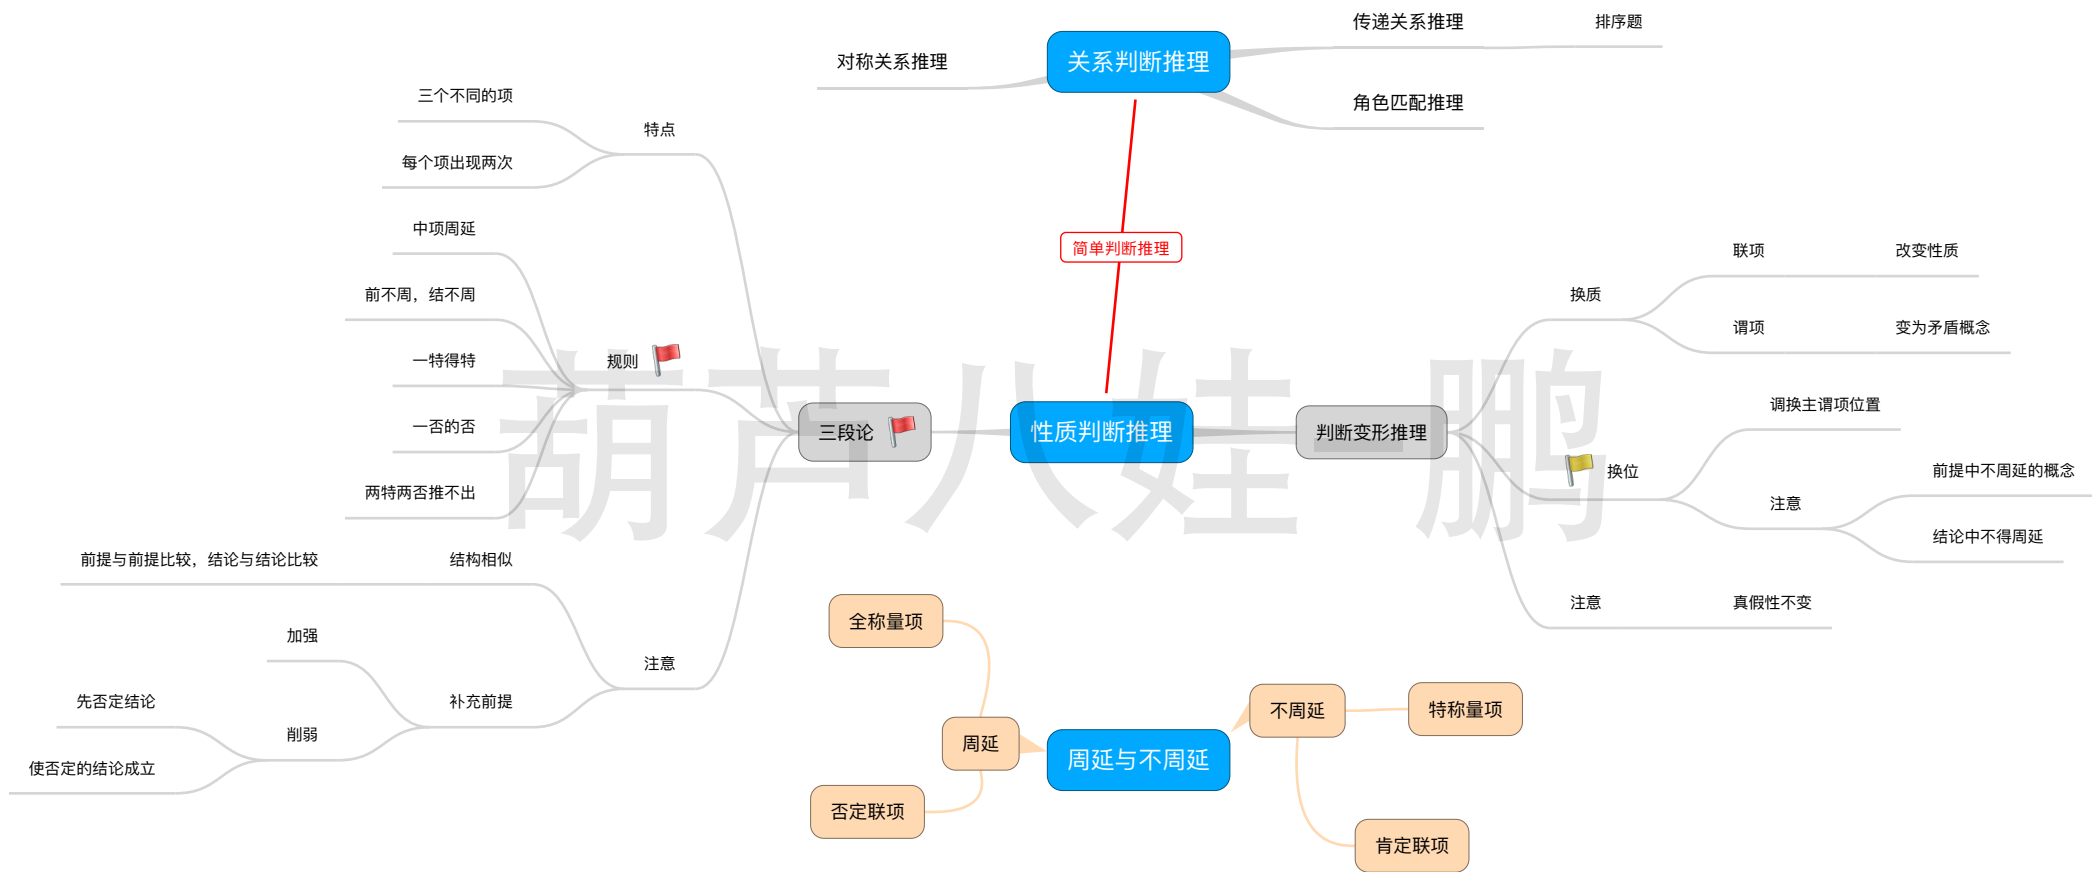 关系判断推理
对称关系推理
传递关系推理
排序题
角色匹配推理
简单判断推理
性质判断推理
三段论
特点
三个不同的项
每个项出现两次
规则
中项周延
前不周，结不周
一特得特
一否的否
两特两否推不出
注意
结构相似
前提与前提比较，结论与结论比较
补充前提
加强
削弱
先否定结论
使否定的结论成立
判断变形推理
换质
联项
改变性质
谓项
变为矛盾概念
换位
调换主谓项位置
注意
前提中不周延的概念
结论中不得周延
注意
真假性不变
周延与不周延
周延
全称量项
否定联项
不周延
特称量项
肯定联项
葫芦八娃_鹏